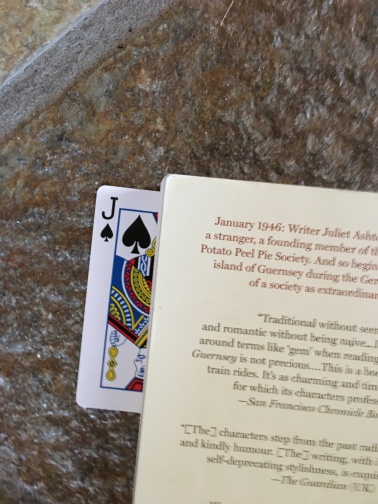 J
January 1946: Writer Juliet Ashto
a stranger, a founding member of th
Potato Peel Pie Society. And so begin
island of Guernsey during the Ger
of a society as extraordinar
"Traditional without seem
and romantic without being naive...
around terms like 'gem' when reading
Guernsey is not precious....This is a boo
train rides. It's as charming and tim
for which its characters profes
—San Francisco Chronicle Bo
"[The] characters step from the past radi
and kindly humour. [The] writing, with
self-deprecating stylishness, is exqui
—The Guardian (UK)